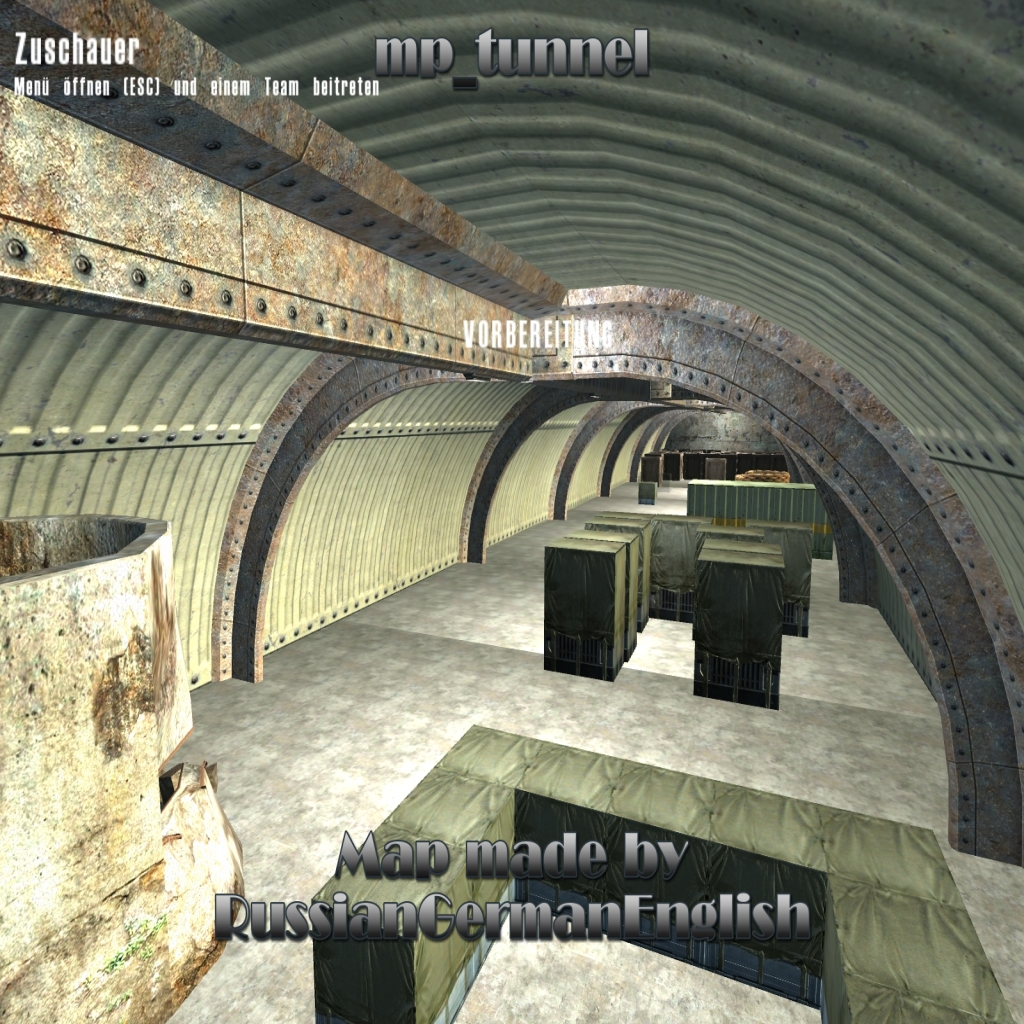 Zuschauer
mp_tunnel
Menü öffnen (ESC) und einem Team beitreten
VORBEREITUNG
Map made by
RussianGermanEnglish